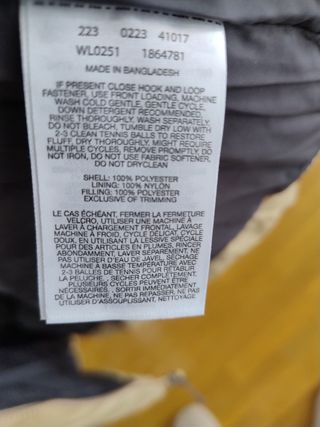 223 0223 41017
WL0251 1864781
MADE IN BANGLADESH
IF PRESENT CLOSE HOOK AND LOOP
FASTENER, USE FRONT LOADING, MACHINE
WASH COLD GENTLE, GENTLE CYCLE,
DOWN DETERGENT RECOMMENDED,
RINSE THOROUGHLY, WASH SEPARATELY,
DO NOT BLEACH, TUMBLE DRY LOW WITH
2-3 CLEAN TENNIS BALLS TO RESTORE
FLUFF, DRY THOROUGHLY, MIGHT REQUIRE
MULTIPLE CYCLES, REMOVE PROMPTLY, DO
NOT IRON, DO NOT USE FABRIC SOFTENER,
DO NOT DRYCLEAN
SHELL: 100% POLYESTER
LINING: 100% NYLON
FILLING: 100% POLYESTER
EXCLUSIVE OF TRIMMING
LE CAS ÉCHÉANT, FERMER LA FERMETURE
VELCRO, UTILISER UNE MACHINE À
LAVER À CHARGEMENT FRONTAL, LAVAGE
MACHINE À FROID, CYCLE DÉLICAT, CYCLE
DOUX, EN UTILISANT LA LESSIVE SPÉCIALE
POUR DES ARTICLES EN PLUMES, RINCER
ABONDAMMENT, LAVER SEPARÉMENT, NE
PAS UTILISER D'EAU DE JAVEL, SÉCHAGE
MACHINE À BASSE TEMPERATURE AVEC
2-3 BALLES DE TENNIS POUR RÉTABLIR
LA PELUCHE , SÉCHER COMPLÈTEMENT,
PLUSIEURS CYCLES PEUVENT ÊTRE
NÉCESSAIRES, , SORTIR IMMÉDIATEMENT
DE LA MACHINE, NE PAS REPASSER, NE PAS
UTILISER D'ASSOUPLISSANT, NETTOYAGE